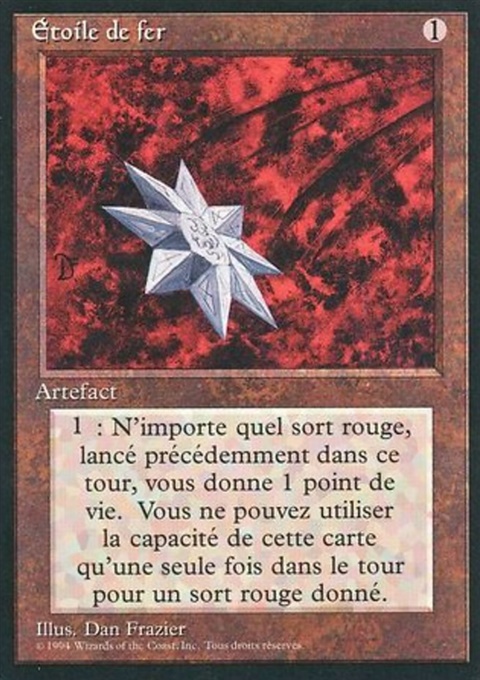 Étoile de fer 1
D
Artefact
1 : N'importe quel sort rouge,
lancé précédemment dans ce
tour, vous donne 1 point de
vie. Vous ne pouvez utiliser
la capacité de cette carte
qu'une seule fois dans le tour
pour un sort rouge donné.
Illus. Dan Frazier
© 1994 Wizards of the Coast, Inc. Tous droits réservés